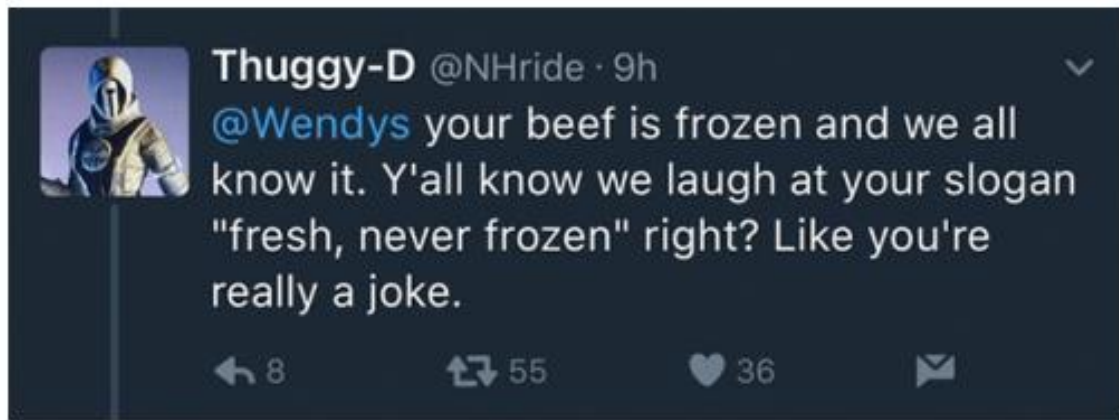 Thuggy-D @NHride · 9h
@Wendys your beef is frozen and we all
know it. Y'all know we laugh at your slogan
"fresh, never frozen" right? Like you're
really a joke.
8 55 36